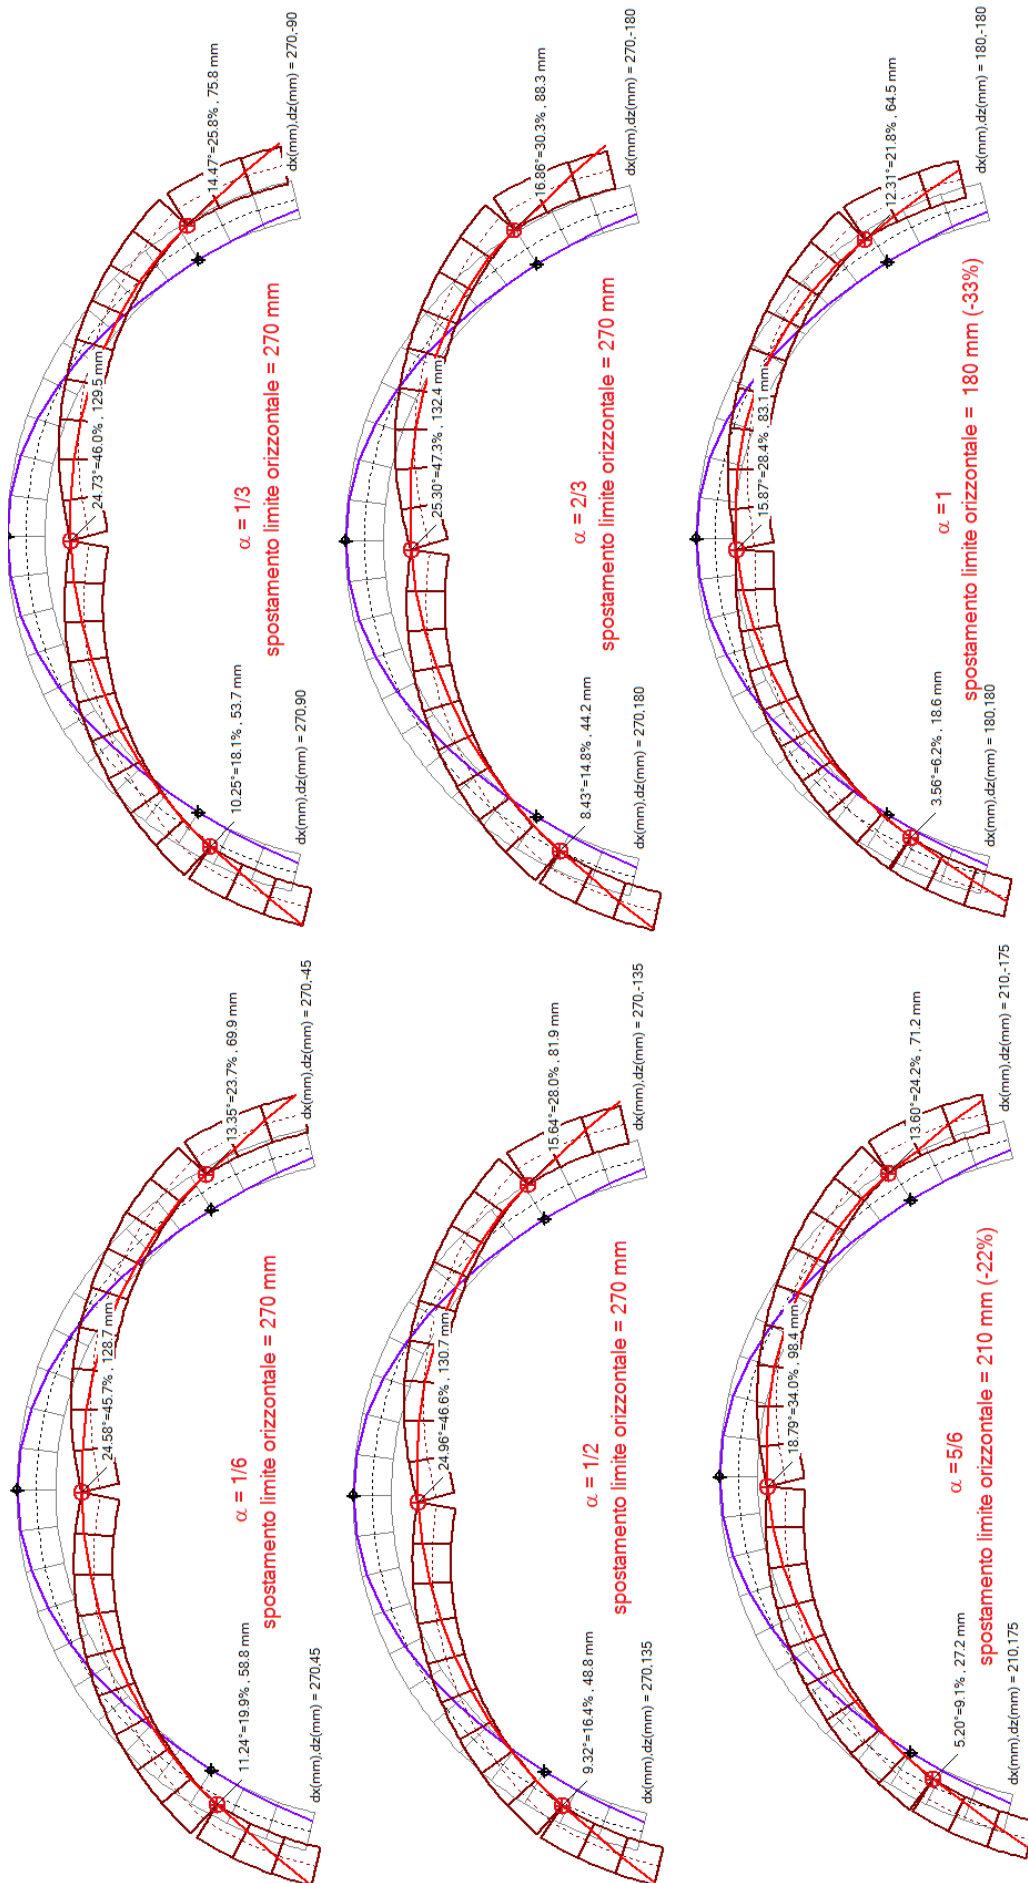 24.58°=45.7% , 128.7 mm
13.35°=23.7% , 69.9 mm
11.24°=19.9% , 58.8 mm
α = 1/6
spostamento limite orizzontale = 270 mm
dx(mm),dz(mm) = 270,45
dx(mm),dz(mm) = 270,-45
24.73°=46.0% , 129.5 mm
14.47°=25.8% , 75.8 mm
10.25°=18.1% , 53.7 mm
α = 1/3
spostamento limite orizzontale = 270 mm
dx(mm),dz(mm) = 270,90
dx(mm),dz(mm) = 270,-90
24.96°=46.6% , 130.7 mm
15.64°=28.0% , 81.9 mm
9.32°=16.4% , 48.8 mm
α = 1/2
spostamento limite orizzontale = 270 mm
dx(mm),dz(mm) = 270,135
dx(mm),dz(mm) = 270,-135
25.30°=47.3% , 132.4 mm
16.86°=30.3% , 88.3 mm
8.43°=14.8% , 44.2 mm
α = 2/3
spostamento limite orizzontale = 270 mm
dx(mm),dz(mm) = 270,180
dx(mm),dz(mm) = 270,-180
18.79°=34.0% , 98.4 mm
13.60°=24.2% , 71.2 mm
5.20°=9.1% , 27.2 mm
α = 5/6
spostamento limite orizzontale = 210 mm (-22%)
dx(mm),dz(mm) = 210,175
dx(mm),dz(mm) = 210,-175
15.87°=28.4% , 83.1 mm
12.31°=21.8% , 64.5 mm
3.56°=6.2% , 18.6 mm
α =1
spostamento limite orizzontale = 180 mm (-33%)
dx(mm),dz(mm) = 180,180
dx(mm),dz(mm) = 180,-180